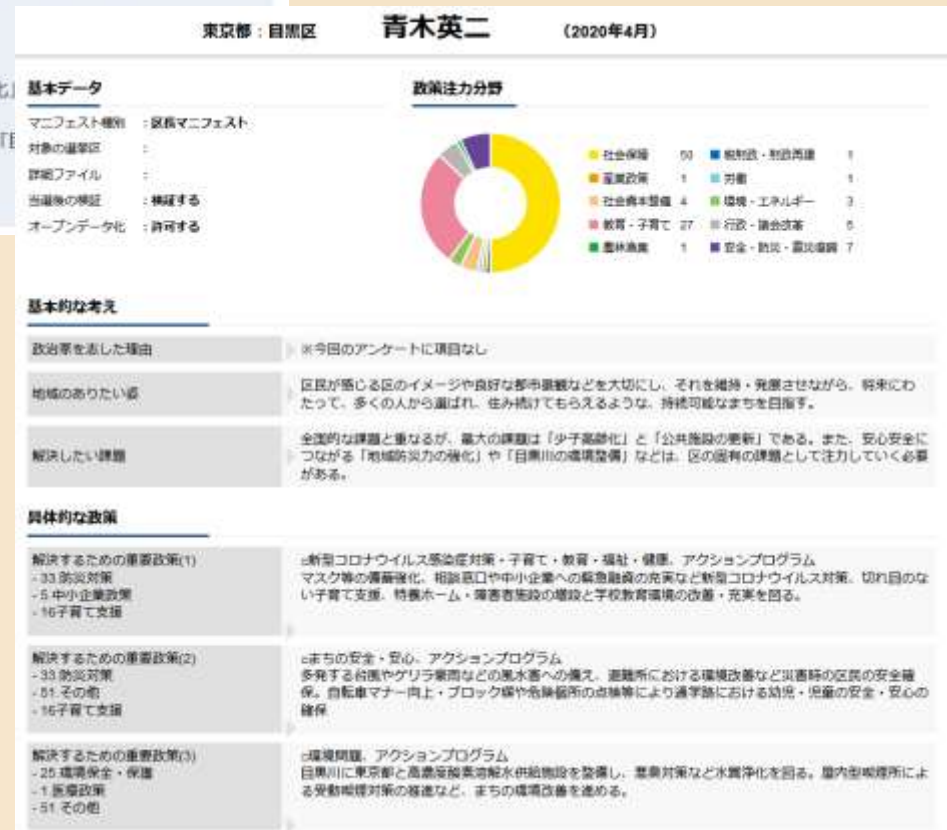 東京都：目黒区 青木英二 （2020年4月）
基本データ
マニフェスト種別 ：区長マニフェスト
対象の選挙区 ：
詳細ファイル ：
当選後の検証 ：検証する
オープンデータ化 ：許可する
政策注力分野
社会保障 50 税制改・財政再建 1
産業政策 1 労働 1
社会資本整備 4 環境・エネルギー 3
教育・子育て 27 行政・議会改革 5
農林漁業 1 安全・防災・震災復興 7
基本的な考え
政治家を志した理由 ※今回のアンケートに項目なし
地域のありたい姿
区民が感じる区のイメージや良好な都市景観などを大切にし、それを維持・発展させながら、将来にわ
たって、多くの人から選ばれ、住み続けてもらえるような、持続可能なまちを目指す。
解決したい課題
全国的な課題と重なるが、最大の課題は「少子高齢化」と「公共施設の更新」である。また、安心安全に
つながる「地域防災力の強化」や「目黒川の環境整備」などは、区の固有の課題として注力していく必要
がある。
具体的な政策
解決するための重要政策(1)
- 33 防災対策
- 5 中小企業政策
- 16子育て支援
○新型コロナウイルス感染症対策・子育て・教育・福祉・健康、アクションプログラム
マスク等の備蓄強化、相談窓口や中小企業への緊急融資の充実など新型コロナウイルス対策、切れ目のな
い子育て支援、特養ホーム・障害者施設の増設と学校教育環境の改善・充実を図る。
解決するための重要政策(2)
- 33 防災対策
- 51 その他
- 16子育て支援
○まちの安全・安心、アクションプログラム
多発する台風やゲリラ豪雨などの風水害への備え、避難所における環境改善など災害時の区民の安全確
保。自転車マナー向上・ブロック塀や危険個所の点検等により通学路における幼児・児童の安全・安心の
確保
解決するための重要政策(3)
- 25 環境保全・保護
- 1 医療政策
- 51 その他
○環境問題、アクションプログラム
目黒川に東京都と高濃度酸素溶解水供給施設を整備し、悪臭対策など水質浄化を図る。屋内型喫煙所によ
る受動喫煙対策の推進など、まちの環境改善を進める。